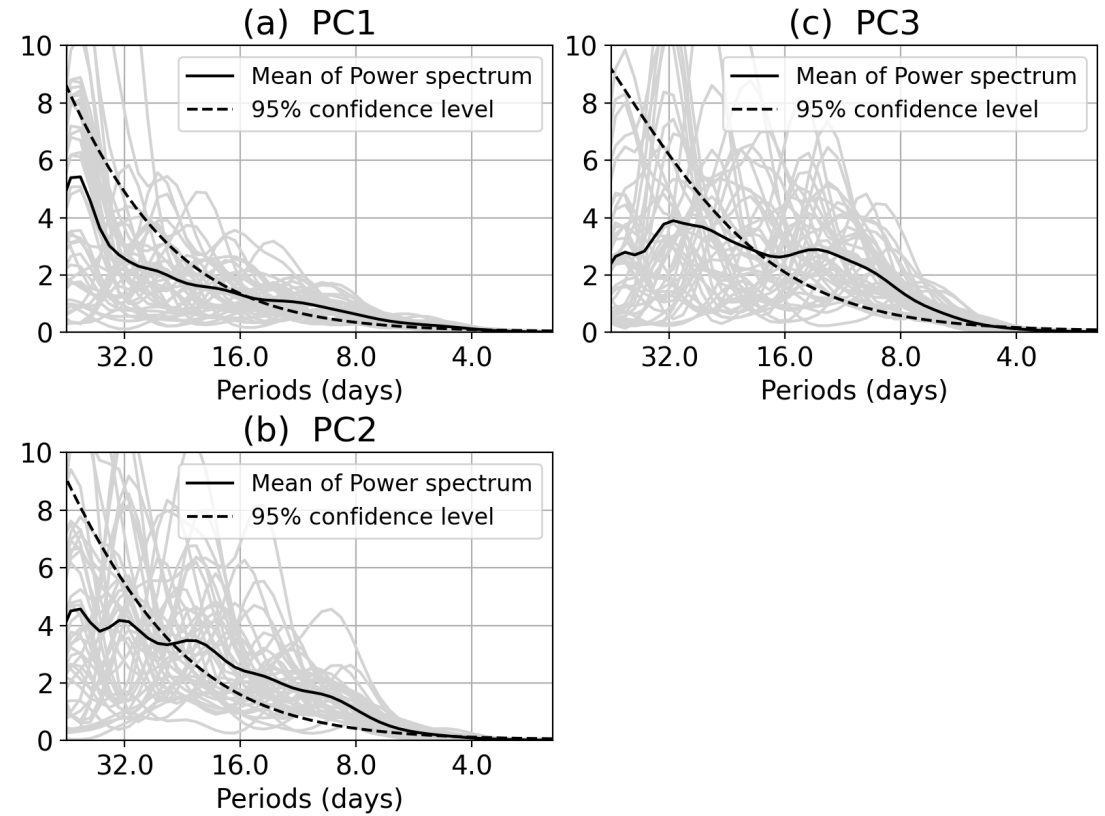 (a)  PC1
10
8
6
4
2
0
Mean of Power spectrum
95% confidence level
32.0 16.0 8.0 4.0
Periods (days)
(c)  PC3
10
8
6
4
2
0
Mean of Power spectrum
95% confidence level
32.0 16.0 8.0 4.0
Periods (days)
(b)  PC2
10
8
6
4
2
0
Mean of Power spectrum
95% confidence level
32.0 16.0 8.0 4.0
Periods (days)